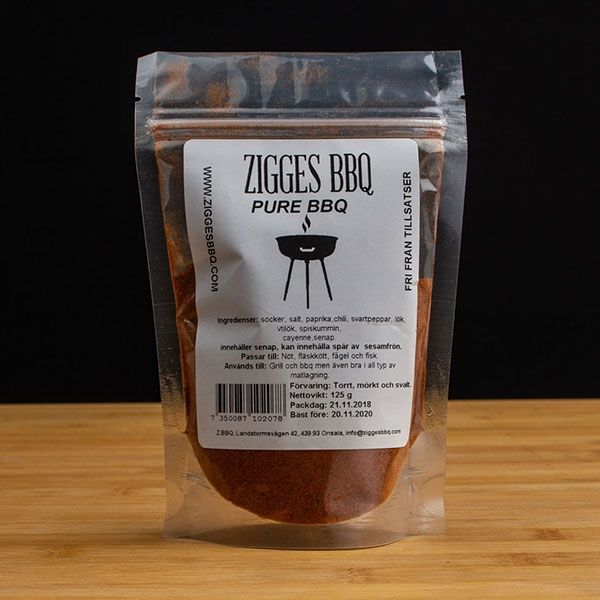 ZIGGES BBQ
PURE BBQ
WWW.ZIGGESBBQ.COM
FRI FRÅN TILLSATSER
Ingredienser: socker, salt, paprika,chili, svartpeppar, lök,
vtilök, spiskummin,
cayenne,senap.
innehåller senap, kan innehålla spår av sesamfrön.
Passar till: Nöt, fläskkött, fågel och fisk.
Används till: Grill och bbq men även bra i all typ av
matlagning.
Förvaring: Torrt, mörkt och svalt.
Nettovikt: 125 g
Packdag: 21.11.2018
Bäst före: 20.11.2020
7 350087 102078
Z.BBQ, Landstormsvägen 42, 439 93 Onsala, info@ziggesbbq.com